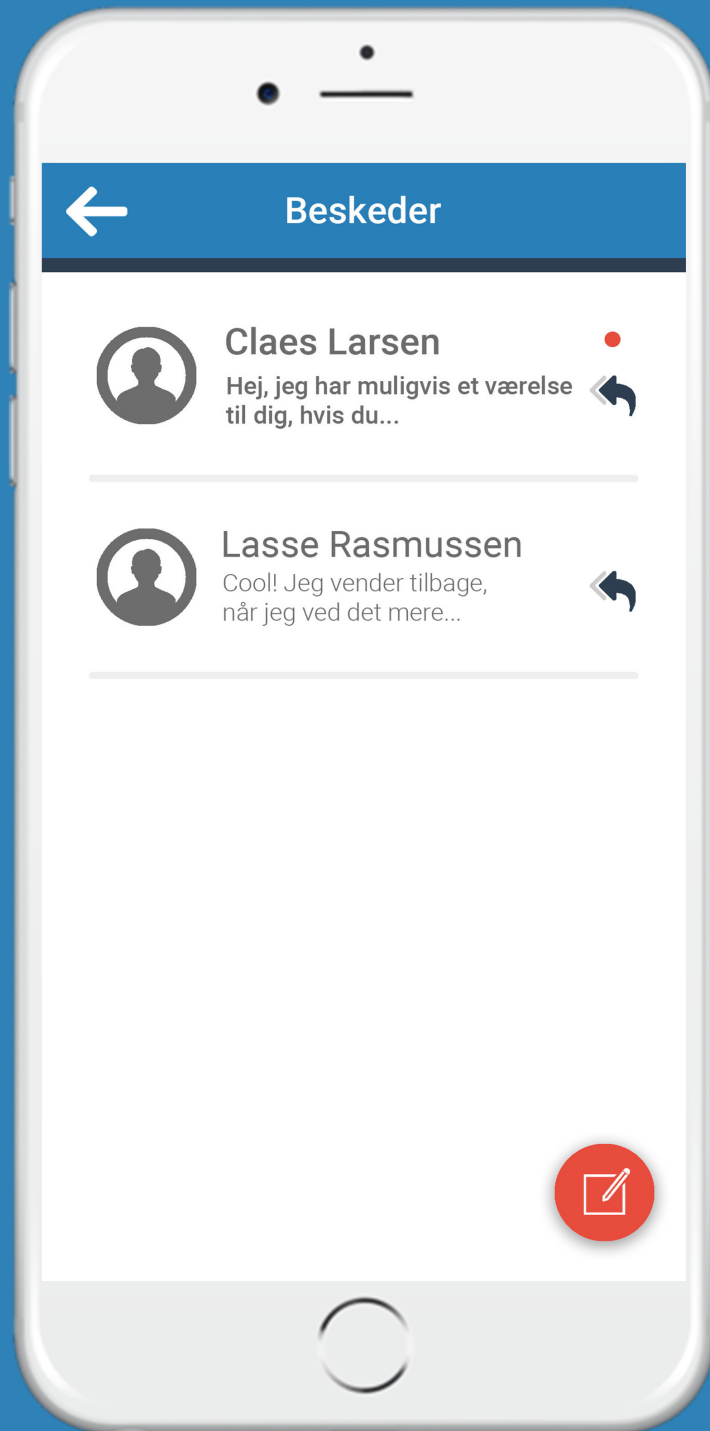 Beskeder
Claes Larsen
Hej, jeg har muligvis et værelse
til dig, hvis du...
Lasse Rasmussen
Cool! Jeg vender tilbage,
når jeg ved det mere...